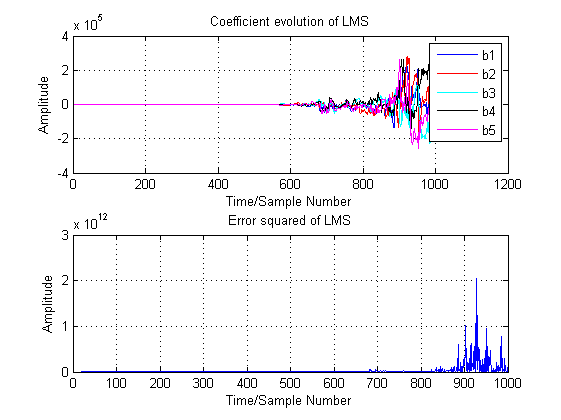 Coefficient evolution of LMS
x 10^5
4
2
0
-2
-4
Amplitude
b1
b2
b3
b4
b5
0 200 400 600 800 1000 1200
Time/Sample Number
Error squared of LMS
x 10^12
3
2
1
0
Amplitude
0 100 200 300 400 500 600 700 800 900 1000
Time/Sample Number